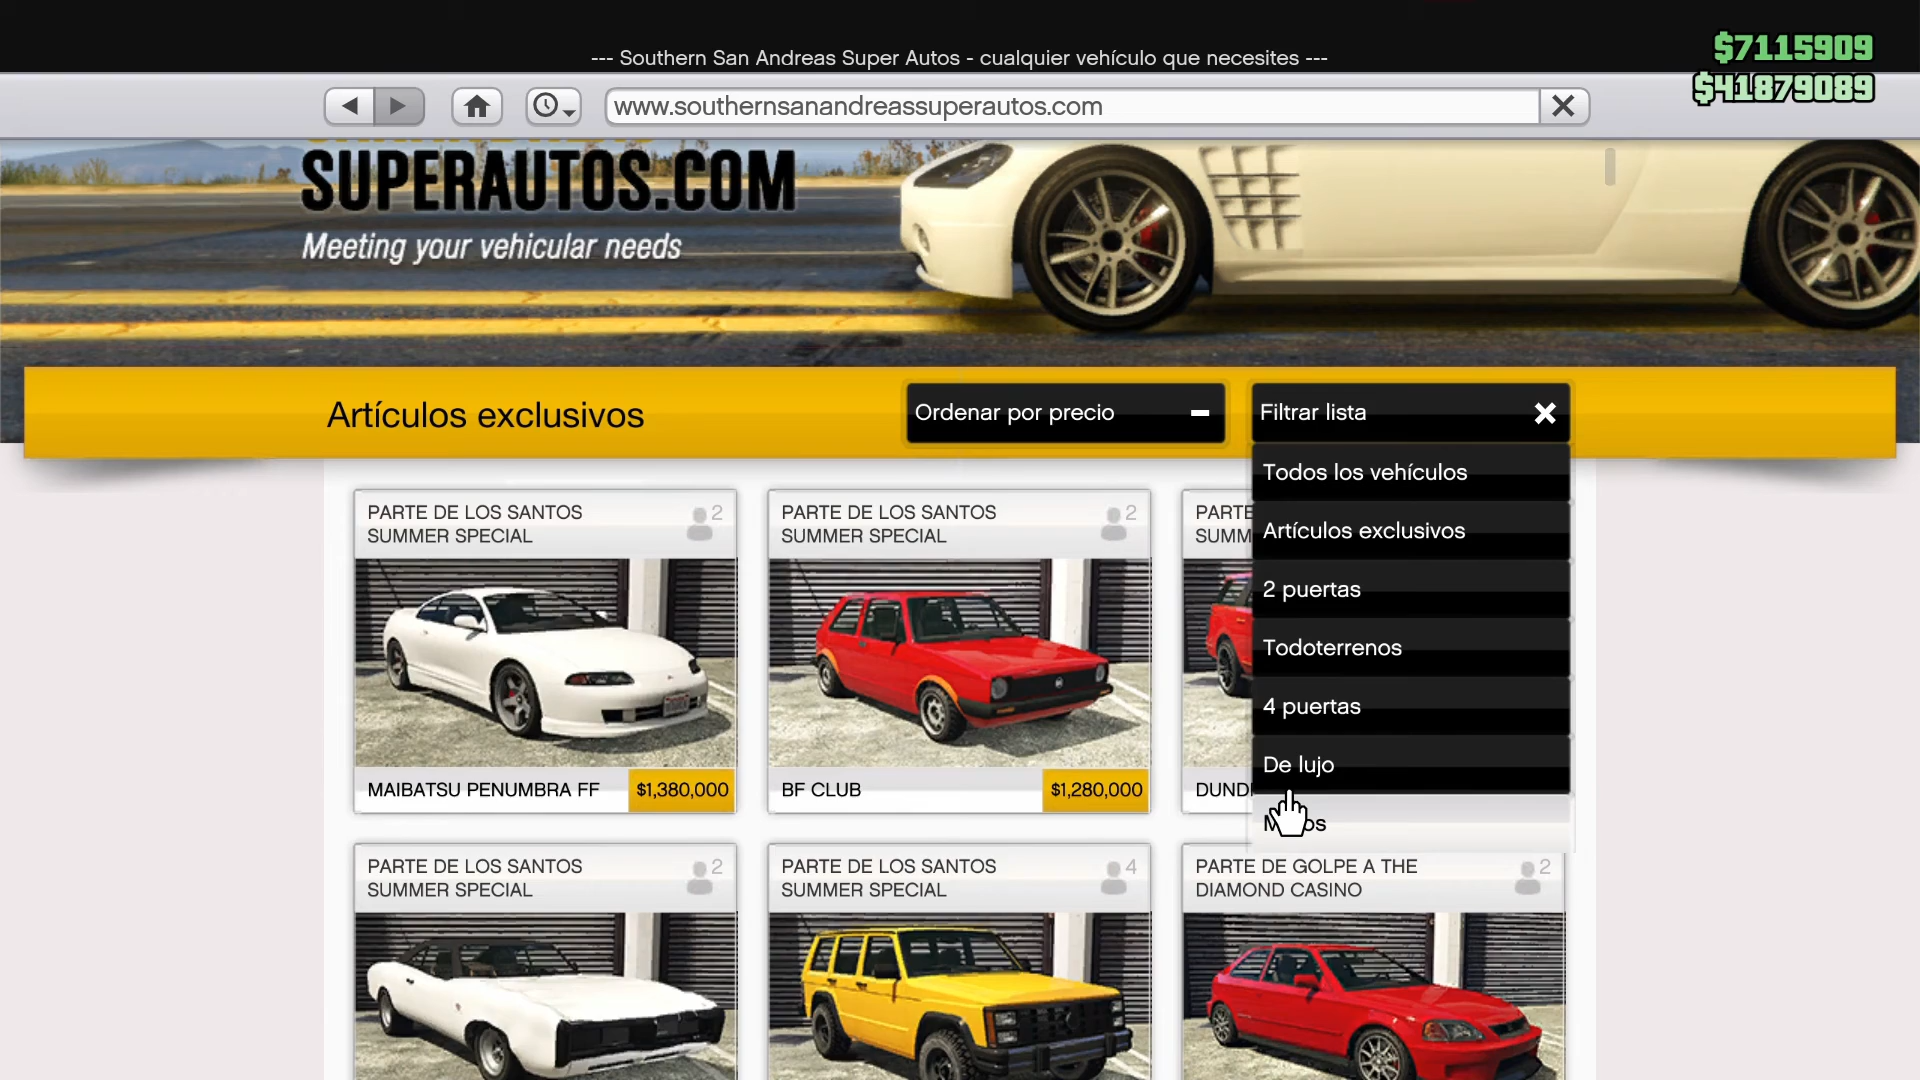 --- Southern San Andreas Super Autos - cualquier vehículo que necesites ---
$7115909
$41879089
www.southernsanandreassuperautos.com
SUPERAUTOS.COM
Meeting your vehicular needs
Artículos exclusivos
Ordenar por precio
Filtrar lista
Todos los vehículos
Artículos exclusivos
2 puertas
Todoterrenos
4 puertas
De lujo
PARTE DE LOS SANTOS
SUMMER SPECIAL
2
MAIBATSU PENUMBRA FF
$1,380,000
PARTE DE LOS SANTOS
SUMMER SPECIAL
2
BF CLUB
$1,280,000
PARTE
SUMM
DUND
PARTE DE LOS SANTOS
SUMMER SPECIAL
2
PARTE DE LOS SANTOS
SUMMER SPECIAL
4
PARTE DE GOLPE A THE
DIAMOND CASINO
2